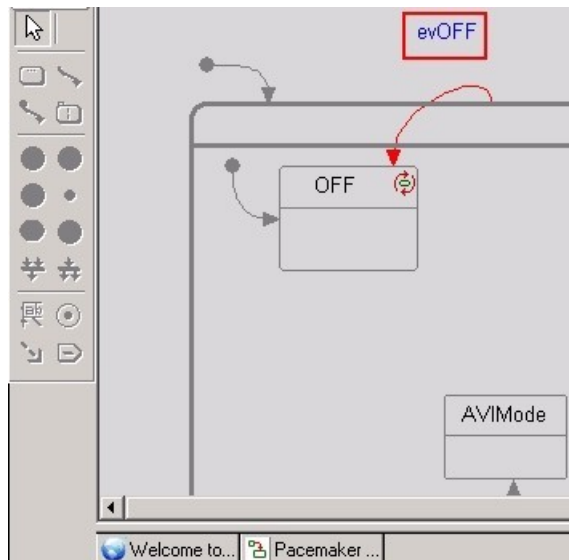 evOFF
OFF
AVIMode
Welcome to...
Pacemaker ...